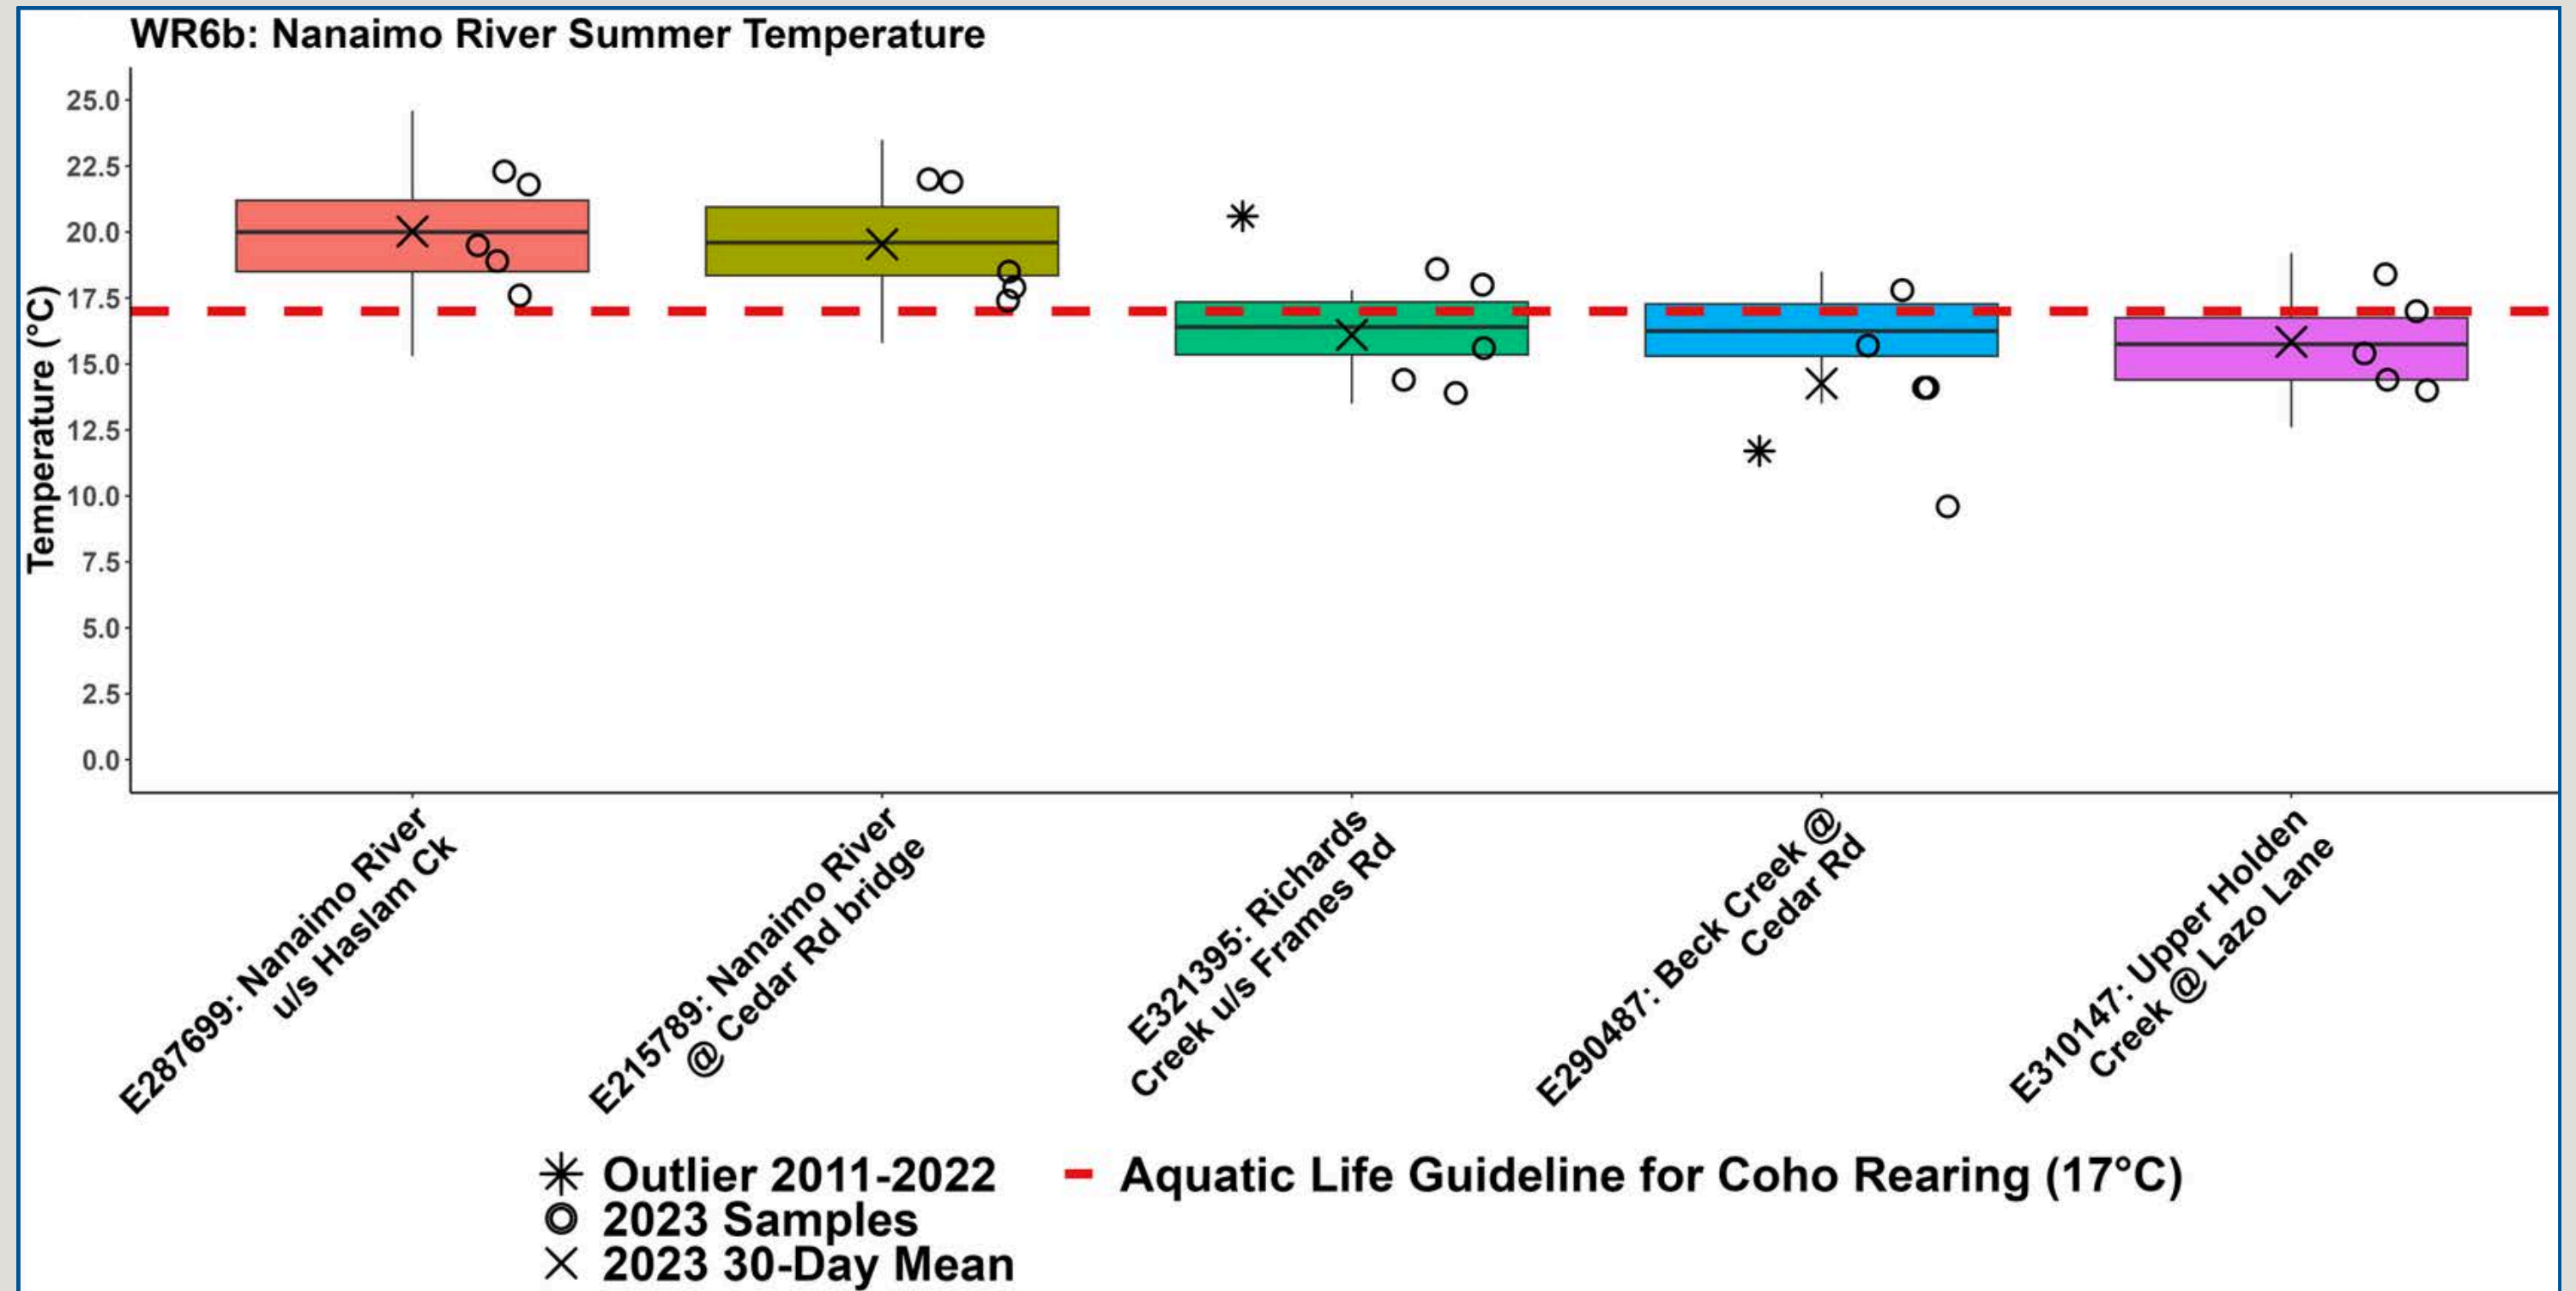 WR6b: Nanaimo River Summer Temperature
Temperature (°C)
25.0
22.5
20.0
17.5
15.0
12.5
10.0
7.5
5.0
2.5
0.0
E287699: Nanaimo River
u/s Haslam Ck
E215789: Nanaimo River
@ Cedar Rd bridge
E321395: Richards
Creek u/s Frames Rd
E290487: Beck Creek @
Cedar Rd
E310147: Upper Holden
Creek @ Lazo Lane
Outlier 2011-2022
2023 Samples
2023 30-Day Mean
Aquatic Life Guideline for Coho Rearing (17°C)